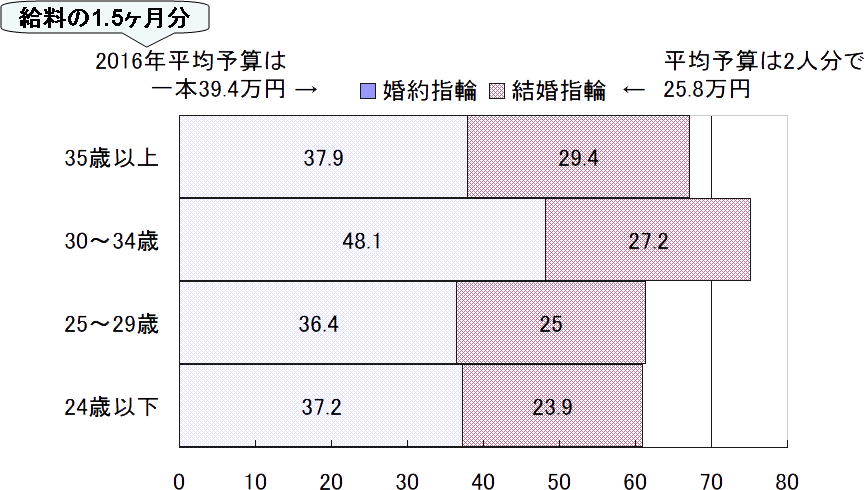 給料の1.5ヶ月分
2016年平均予算は
一本39.4万円 →
婚約指輪 結婚指輪
平均予算は2人分で
← 25.8万円
35歳以上 37.9 29.4
30～34歳 48.1 27.2
25～29歳 36.4 25
24歳以下 37.2 23.9
0 10 20 30 40 50 60 70 80